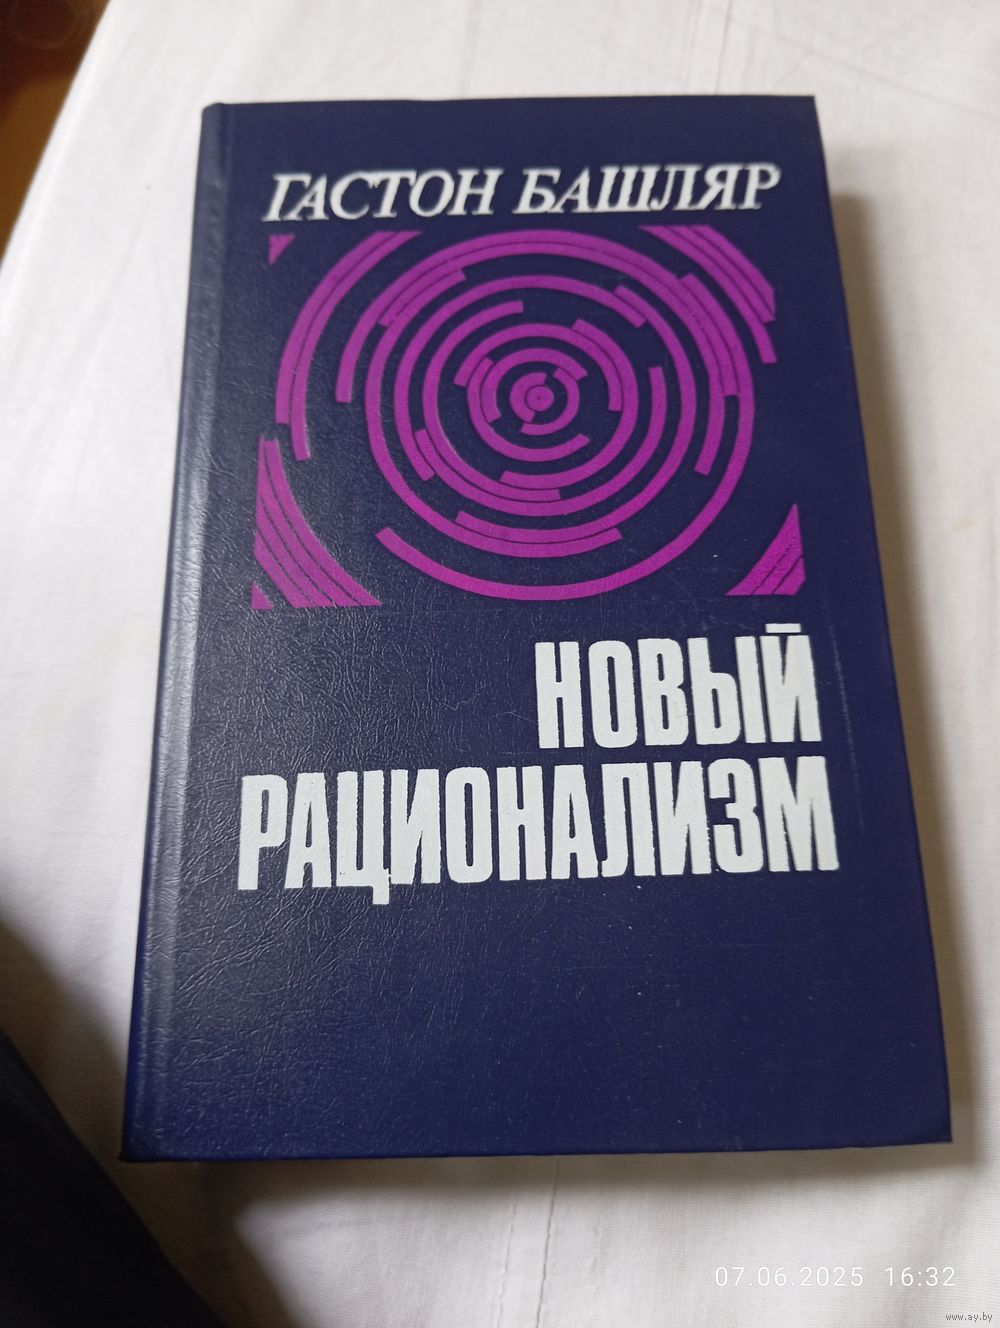 ГАСТОН БАШЛЯР
НОВЫЙ
РАЦИОНАЛИЗМ
07.06.2025 16:32
www.ay.by